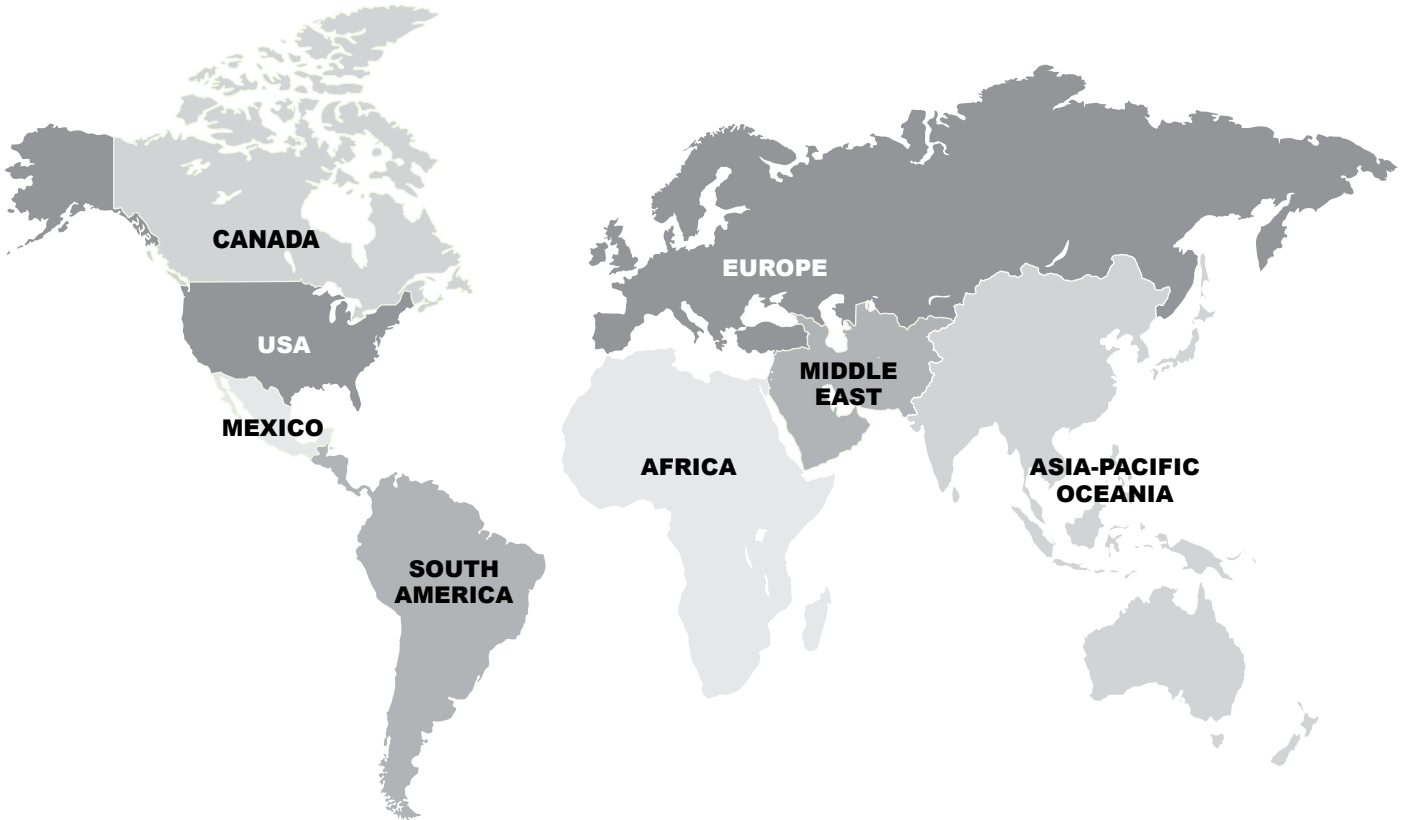 CANADA
EUROPE
USA
MIDDLE
EAST
MEXICO
AFRICA
ASIA-PACIFIC
OCEANIA
SOUTH
AMERICA